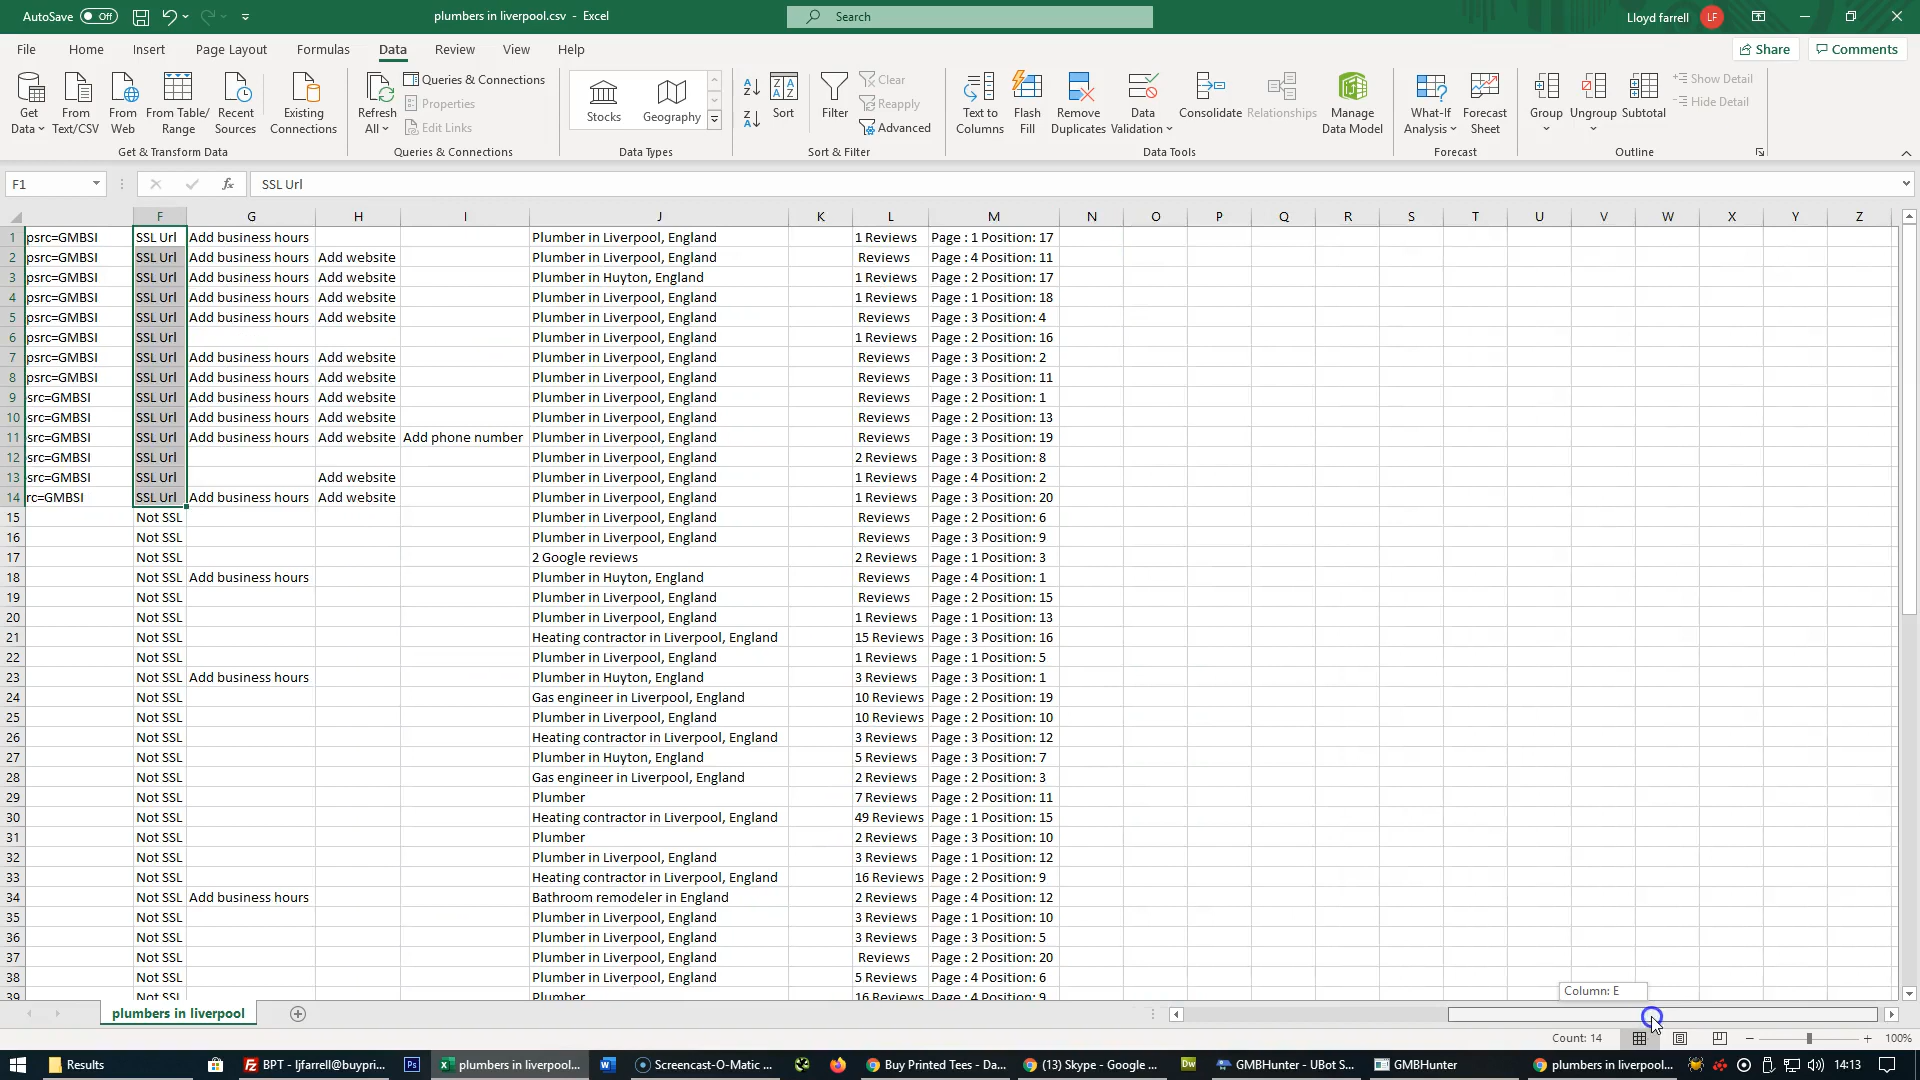 AutoSave Off plumbers in liverpool.csv - Excel Search Lloyd farrell LF
File Home Insert Page Layout Formulas Data Review View Help Share Comments
Get Data From Text/CSV From Web From Table/ Range Recent Sources Existing Connections Refresh All Queries & Connections Properties Edit Links Stocks Geography Sort Filter Clear Reapply Advanced Text to Columns Flash Fill Remove Duplicates Data Validation Consolidate Relationships Manage Data Model What-If Analysis Forecast Sheet Group Ungroup Subtotal Show Detail Hide Detail
Get & Transform Data Queries & Connections Data Types Sort & Filter Data Tools Forecast Outline
F1 fx SSL Url
F G H I J K L M N O P Q R S T U V W X Y Z
1 psrc=GMBSI SSL Url Add business hours Plumber in Liverpool, England 1 Reviews Page : 1 Position: 17
2 psrc=GMBSI SSL Url Add business hours Add website Plumber in Liverpool, England Reviews Page : 4 Position: 11
3 psrc=GMBSI SSL Url Add business hours Add website Plumber in Huyton, England 1 Reviews Page : 2 Position: 17
4 psrc=GMBSI SSL Url Add business hours Add website Plumber in Liverpool, England 1 Reviews Page : 1 Position: 18
5 psrc=GMBSI SSL Url Add business hours Add website Plumber in Liverpool, England Reviews Page : 3 Position: 4
6 psrc=GMBSI SSL Url Plumber in Liverpool, England 1 Reviews Page : 2 Position: 16
7 psrc=GMBSI SSL Url Add business hours Add website Plumber in Liverpool, England Reviews Page : 3 Position: 2
8 psrc=GMBSI SSL Url Add business hours Add website Plumber in Liverpool, England Reviews Page : 3 Position: 11
9 src=GMBSI SSL Url Add business hours Add website Plumber in Liverpool, England Reviews Page : 2 Position: 1
10 src=GMBSI SSL Url Add business hours Add website Plumber in Liverpool, England Reviews Page : 2 Position: 13
11 src=GMBSI SSL Url Add business hours Add website Add phone number Plumber in Liverpool, England Reviews Page : 3 Position: 19
12 src=GMBSI SSL Url Plumber in Liverpool, England 2 Reviews Page : 3 Position: 8
13 src=GMBSI SSL Url Add website Plumber in Liverpool, England 1 Reviews Page : 4 Position: 2
14 rc=GMBSI SSL Url Add business hours Add website Plumber in Liverpool, England 1 Reviews Page : 3 Position: 20
15 Not SSL Plumber in Liverpool, England Reviews Page : 2 Position: 6
16 Not SSL Plumber in Liverpool, England Reviews Page : 3 Position: 9
17 Not SSL 2 Google reviews 2 Reviews Page : 1 Position: 3
18 Not SSL Add business hours Plumber in Huyton, England Reviews Page : 4 Position: 1
19 Not SSL Plumber in Liverpool, England Reviews Page : 2 Position: 15
20 Not SSL Plumber in Liverpool, England 1 Reviews Page : 1 Position: 13
21 Not SSL Heating contractor in Liverpool, England 15 Reviews Page : 3 Position: 16
22 Not SSL Plumber in Liverpool, England 1 Reviews Page : 1 Position: 5
23 Not SSL Add business hours Plumber in Huyton, England 3 Reviews Page : 3 Position: 1
24 Not SSL Gas engineer in Liverpool, England 10 Reviews Page : 2 Position: 19
25 Not SSL Plumber in Liverpool, England 10 Reviews Page : 2 Position: 10
26 Not SSL Heating contractor in Liverpool, England 3 Reviews Page : 3 Position: 12
27 Not SSL Plumber in Huyton, England 5 Reviews Page : 3 Position: 7
28 Not SSL Gas engineer in Liverpool, England 2 Reviews Page : 2 Position: 3
29 Not SSL Plumber 7 Reviews Page : 2 Position: 11
30 Not SSL Heating contractor in Liverpool, England 49 Reviews Page : 1 Position: 15
31 Not SSL Plumber 2 Reviews Page : 3 Position: 10
32 Not SSL Plumber in Liverpool, England 3 Reviews Page : 1 Position: 12
33 Not SSL Heating contractor in Liverpool, England 16 Reviews Page : 2 Position: 9
34 Not SSL Add business hours Bathroom remodeler in England 2 Reviews Page : 4 Position: 12
35 Not SSL Plumber in Liverpool, England 3 Reviews Page : 1 Position: 10
36 Not SSL Plumber in Liverpool, England 3 Reviews Page : 3 Position: 5
37 Not SSL Plumber in Liverpool, England Reviews Page : 2 Position: 20
38 Not SSL Plumber in Liverpool, England 5 Reviews Page : 4 Position: 6
39 Not SSL Plumber 16 Reviews Page : 4 Position: 9
Column: E
plumbers in liverpool
Count: 14 100%
Results BPT - ljfarrell@buypri... Ps plumbers in liverpool... Screencast-O-Matic ... Buy Printed Tees - Da... (13) Skype - Google ... Dw GMBHunter - UBot S... GMBHunter plumbers in liverpoo... 14:13